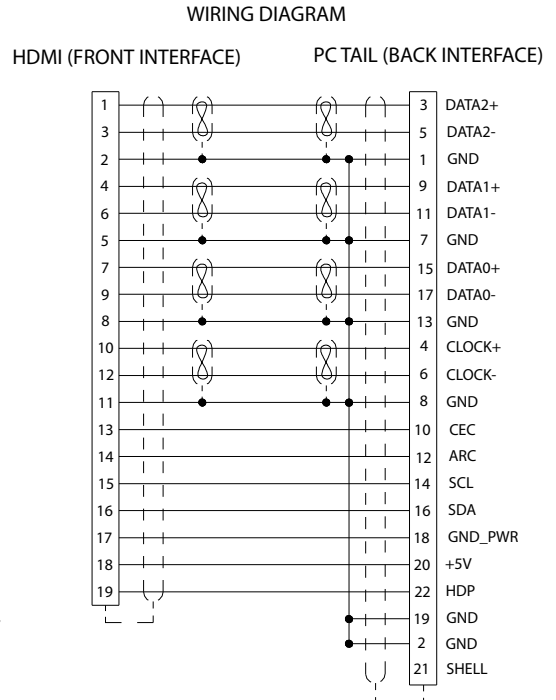 WIRING DIAGRAM
HDMI (FRONT INTERFACE) PC TAIL (BACK INTERFACE)
1 3 DATA2+
3 5 DATA2-
2 1 GND
4 9 DATA1+
6 11 DATA1-
5 7 GND
7 15 DATA0+
9 17 DATA0-
8 13 GND
10 4 CLOCK+
12 6 CLOCK-
11 8 GND
13 10 CEC
14 12 ARC
15 14 SCL
16 16 SDA
17 18 GND_PWR
18 20 +5V
19 22 HDP
19 GND
2 GND
21 SHELL